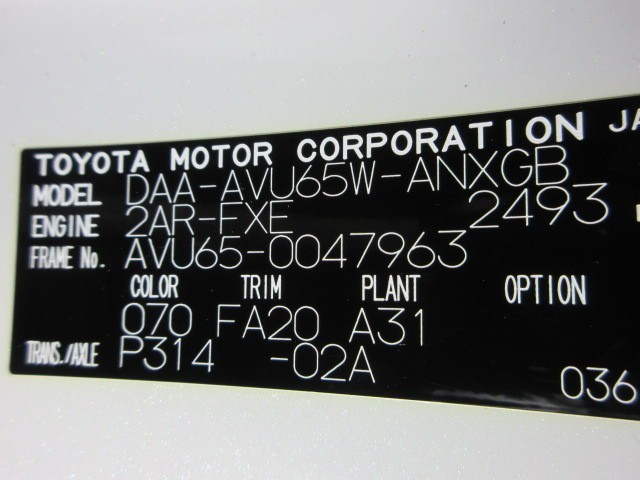 TOYOTA MOTOR CORPORATION JA
MODEL DAA-AVU65W-ANXGB
ENGINE 2AR-FXE 2493
FRAME No. AVU65-0047963
COLOR TRIM PLANT OPTION
070 FA20 A31
TRANS./AXLE P314 -02A
036